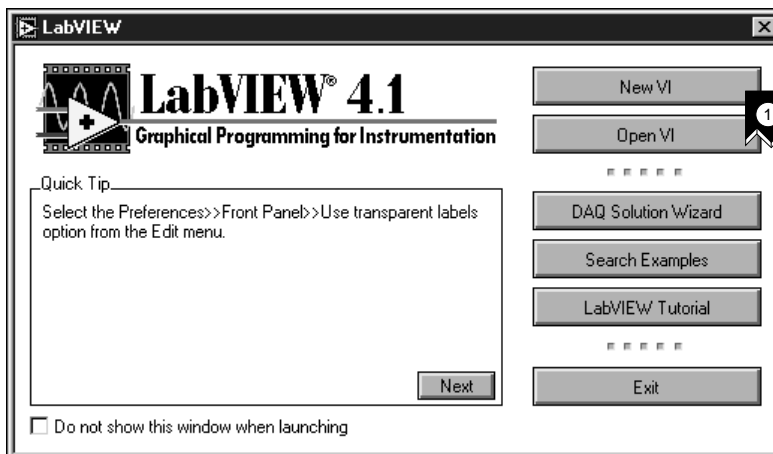 LabVIEW
LabVIEW® 4.1
Graphical Programming for Instrumentation
Quick Tip
Select the Preferences>>Front Panel>>Use transparent labels
option from the Edit menu.
Next
Do not show this window when launching
New VI
1
Open VI
DAQ Solution Wizard
Search Examples
LabVIEW Tutorial
Exit